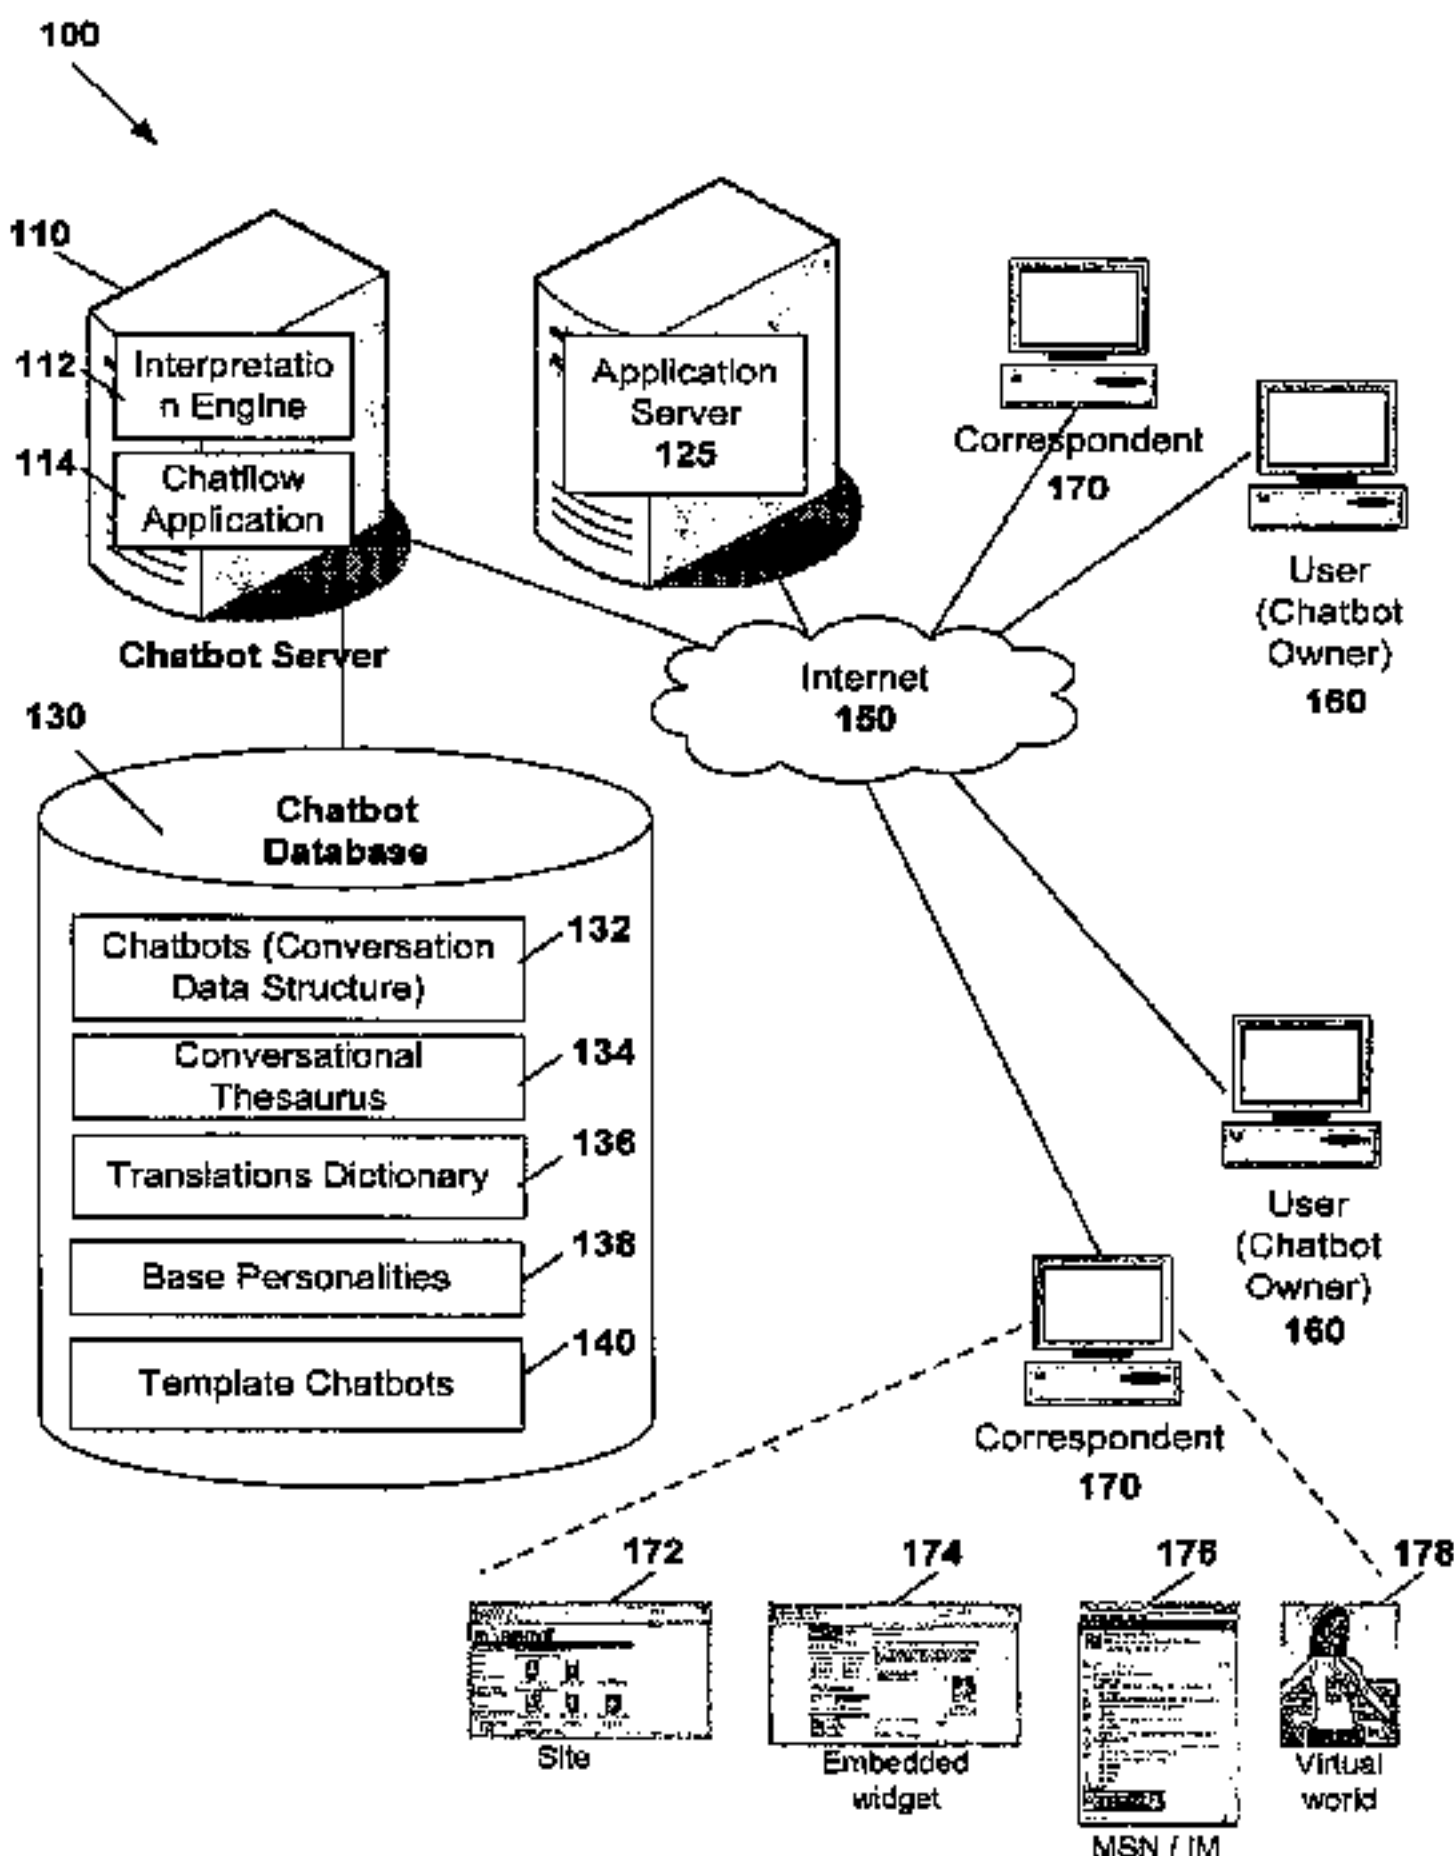 100
110
112
Interpretatio
n Engine
114
Chatflow
Application
Chatbot Server
Application
Server
125
Correspondent
170
User
(Chatbot
Owner)
160
Internet
150
130
Chatbot
Database
Chatbots (Conversation
Data Structure)
132
Conversational
Thesaurus
134
Translations Dictionary
136
Base Personalities
138
Template Chatbots
140
User
(Chatbot
Owner)
160
Correspondent
170
172
174
176
178
Site
Embedded
widget
MSN / IM
Virtual
world